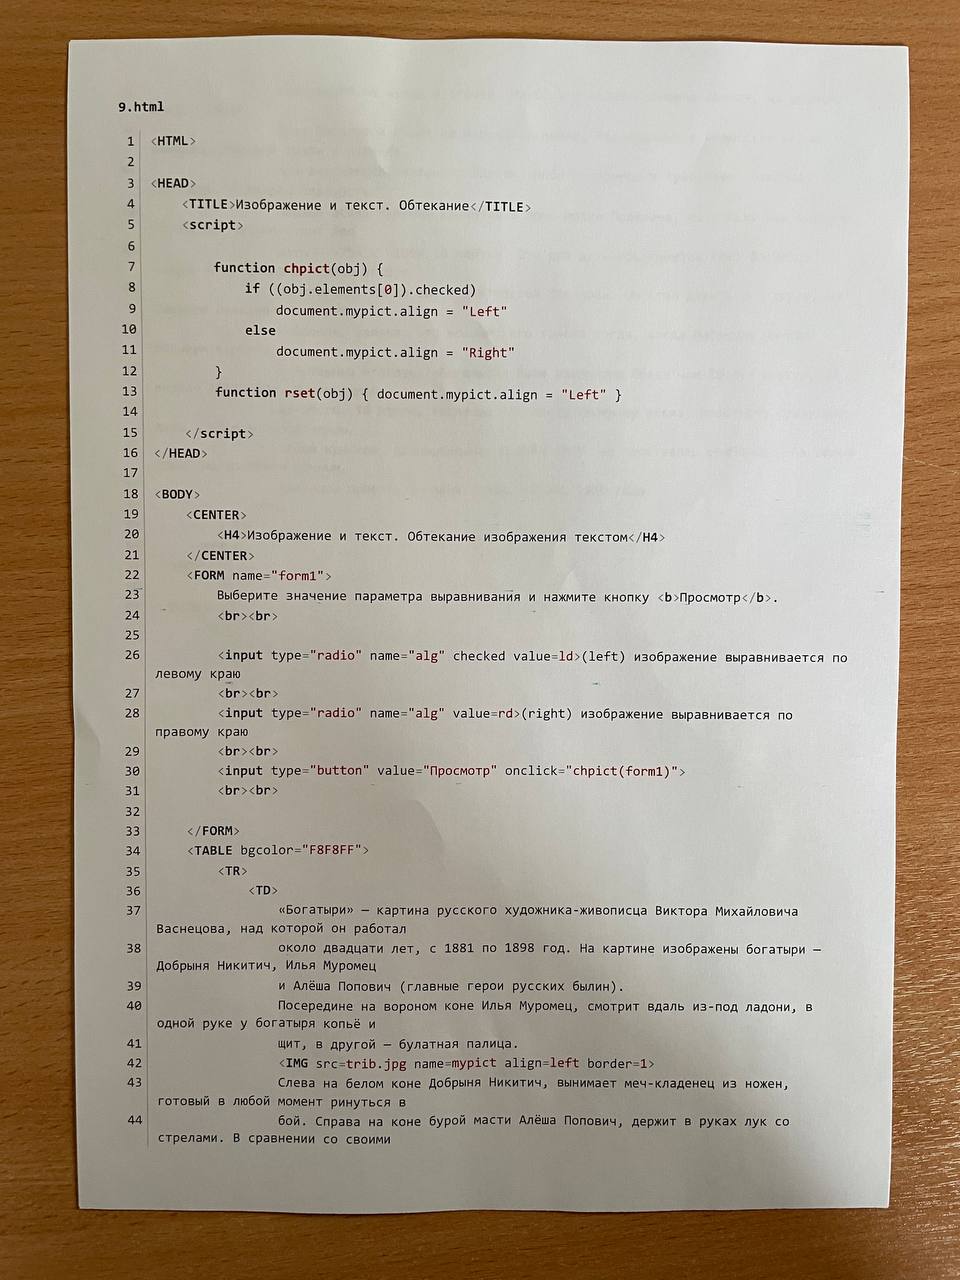 9.html
1 <HTML>
2
3 <HEAD>
4 <TITLE>Изображение и текст. Обтекание</TITLE>
5 <script>
6
7 function chpict(obj) {
8 if ((obj.elements[0]).checked)
9 document.mypict.align = "Left"
10 else
11 document.mypict.align = "Right"
12 }
13 function rset(obj) { document.mypict.align = "Left" }
14
15 </script>
16 </HEAD>
17
18 <BODY>
19 <CENTER>
20 <H4>Изображение и текст. Обтекание изображения текстом</H4>
21 </CENTER>
22 <FORM name="form1">
23 Выберите значение параметра выравнивания и нажмите кнопку <b>Просмотр</b>.
24 <br><br>
25
26 <input type="radio" name="alg" checked value=ld>(left) изображение выравнивается по
левому краю
27 <br><br>
28 <input type="radio" name="alg" value=rd>(right) изображение выравнивается по
правому краю
29 <br><br>
30 <input type="button" value="Просмотр" onclick="chpict(form1)">
31 <br><br>
32
33 </FORM>
34 <TABLE bgcolor="F8F8FF">
35 <TR>
36 <TD>
37 «Богатыри» — картина русского художника-живописца Виктора Михайловича
Васнецова, над которой он работал
38 около двадцати лет, с 1881 по 1898 год. На картине изображены богатыри —
Добрыня Никитич, Илья Муромец
39 и Алёша Попович (главные герои русских былин).
40 Посередине на вороном коне Илья Муромец, смотрит вдаль из-под ладони, в
одной руке у богатыря копьё и
41 щит, в другой — булатная палица.
42 <IMG src=trib.jpg name=mypict align=left border=1>
43 Слева на белом коне Добрыня Никитич, вынимает меч-кладенец из ножен,
готовый в любой момент ринуться в
44 бой. Справа на коне бурой масти Алёша Попович, держит в руках лук со
стрелами. В сравнении со своими